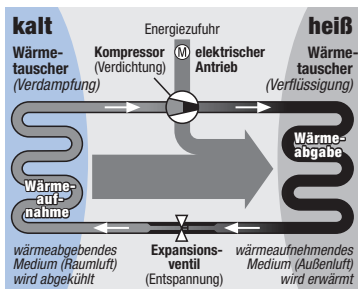 kalt
Energiezufuhr
heiß
Wärme-
tauscher
(Verdampfung)
Kompressor
(Verdichtung)
M
elektrischer
Antrieb
Wärme-
tauscher
(Verflüssigung)
Wärme-
auf-
nahme
Wärme-
abgabe
wärmeabgebendes
Medium (Raumluft)
wird abgekühlt
Expansions-
ventil
(Entspannung)
wärmeaufnehmendes
Medium (Außenluft)
wird erwärmt